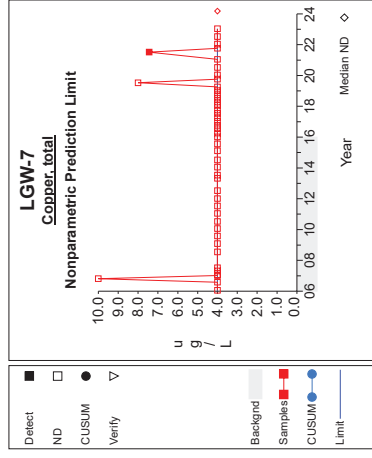 LGW-7
Copper, total
Nonparametric Prediction Limit
10.0
9.0
8.0
7.0
6.0
5.0
4.0
3.0
2.0
1.0
0.0
u
g/
L
06
08
10
12
14
16
18
20
22
24
Year
Median ND
Detect
ND
CUSUM
Verify
Backgnd
Samples
CUSUM
Limit